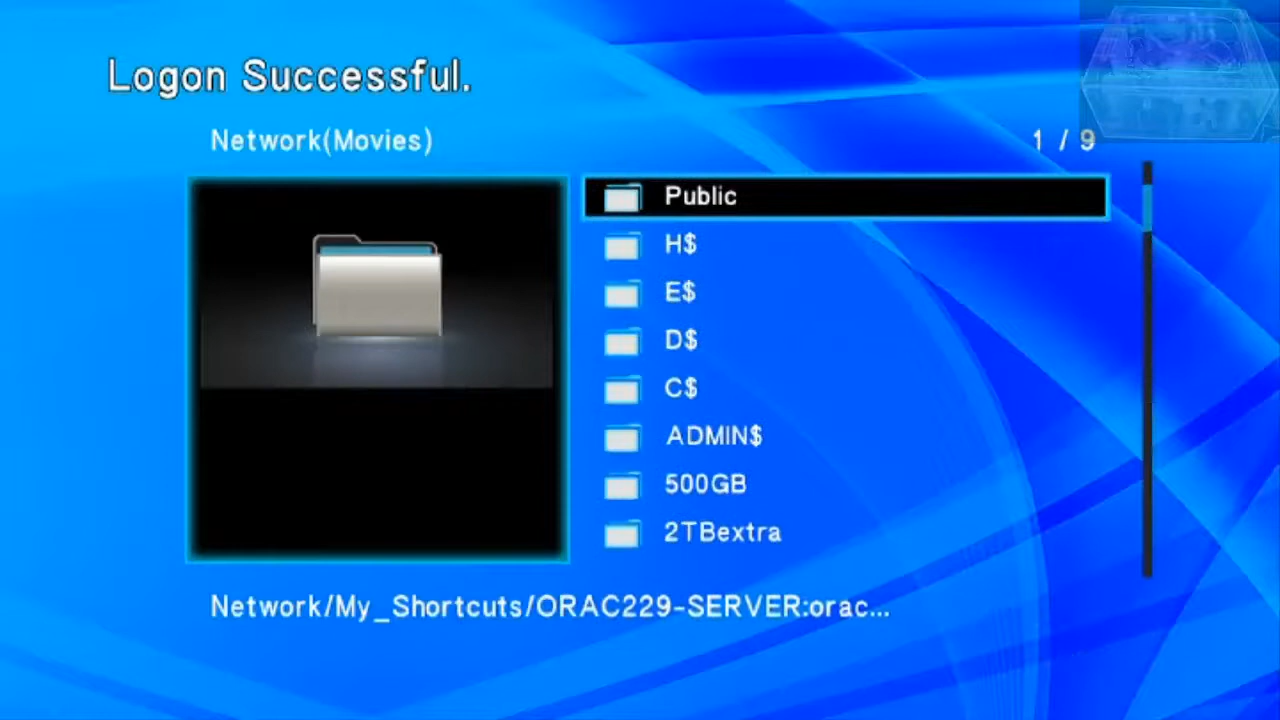 Logon Successful.
Network(Movies)
1 / 9
Public
H$
E$
D$
C$
ADMIN$
500GB
2TBextra
Network/My_Shortcuts/ORAC229-SERVER:orac...